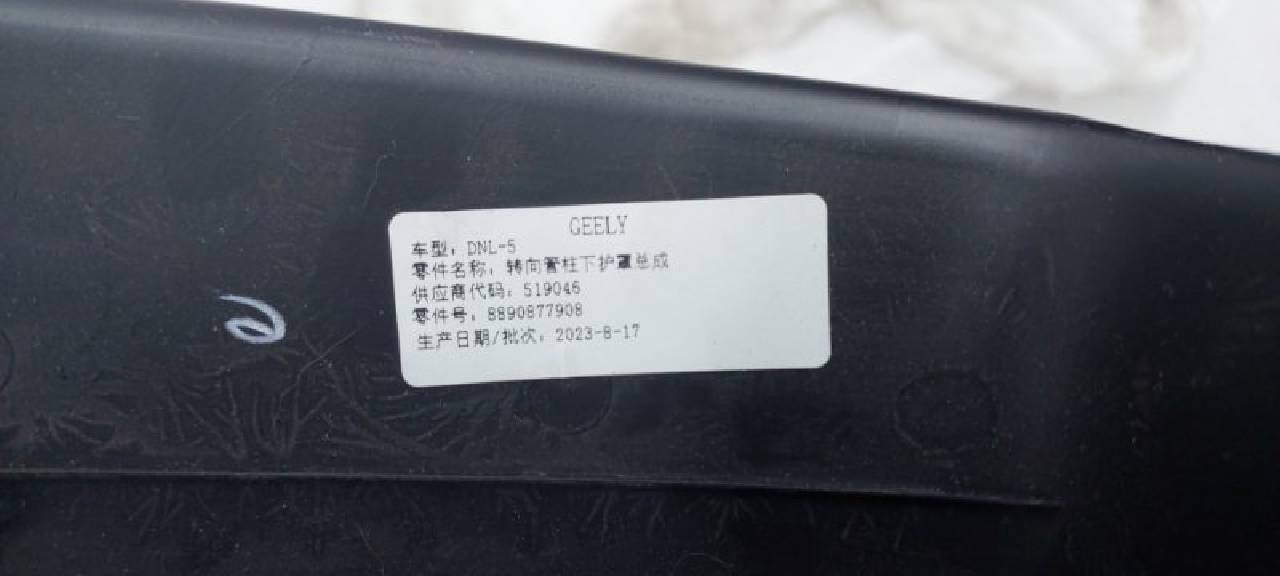 GEELY
车型：DNL-5
零件名称：转向管柱下护罩总成
供应商代码：519046
零件号：8890877908
生产日期/批次：2023-8-17